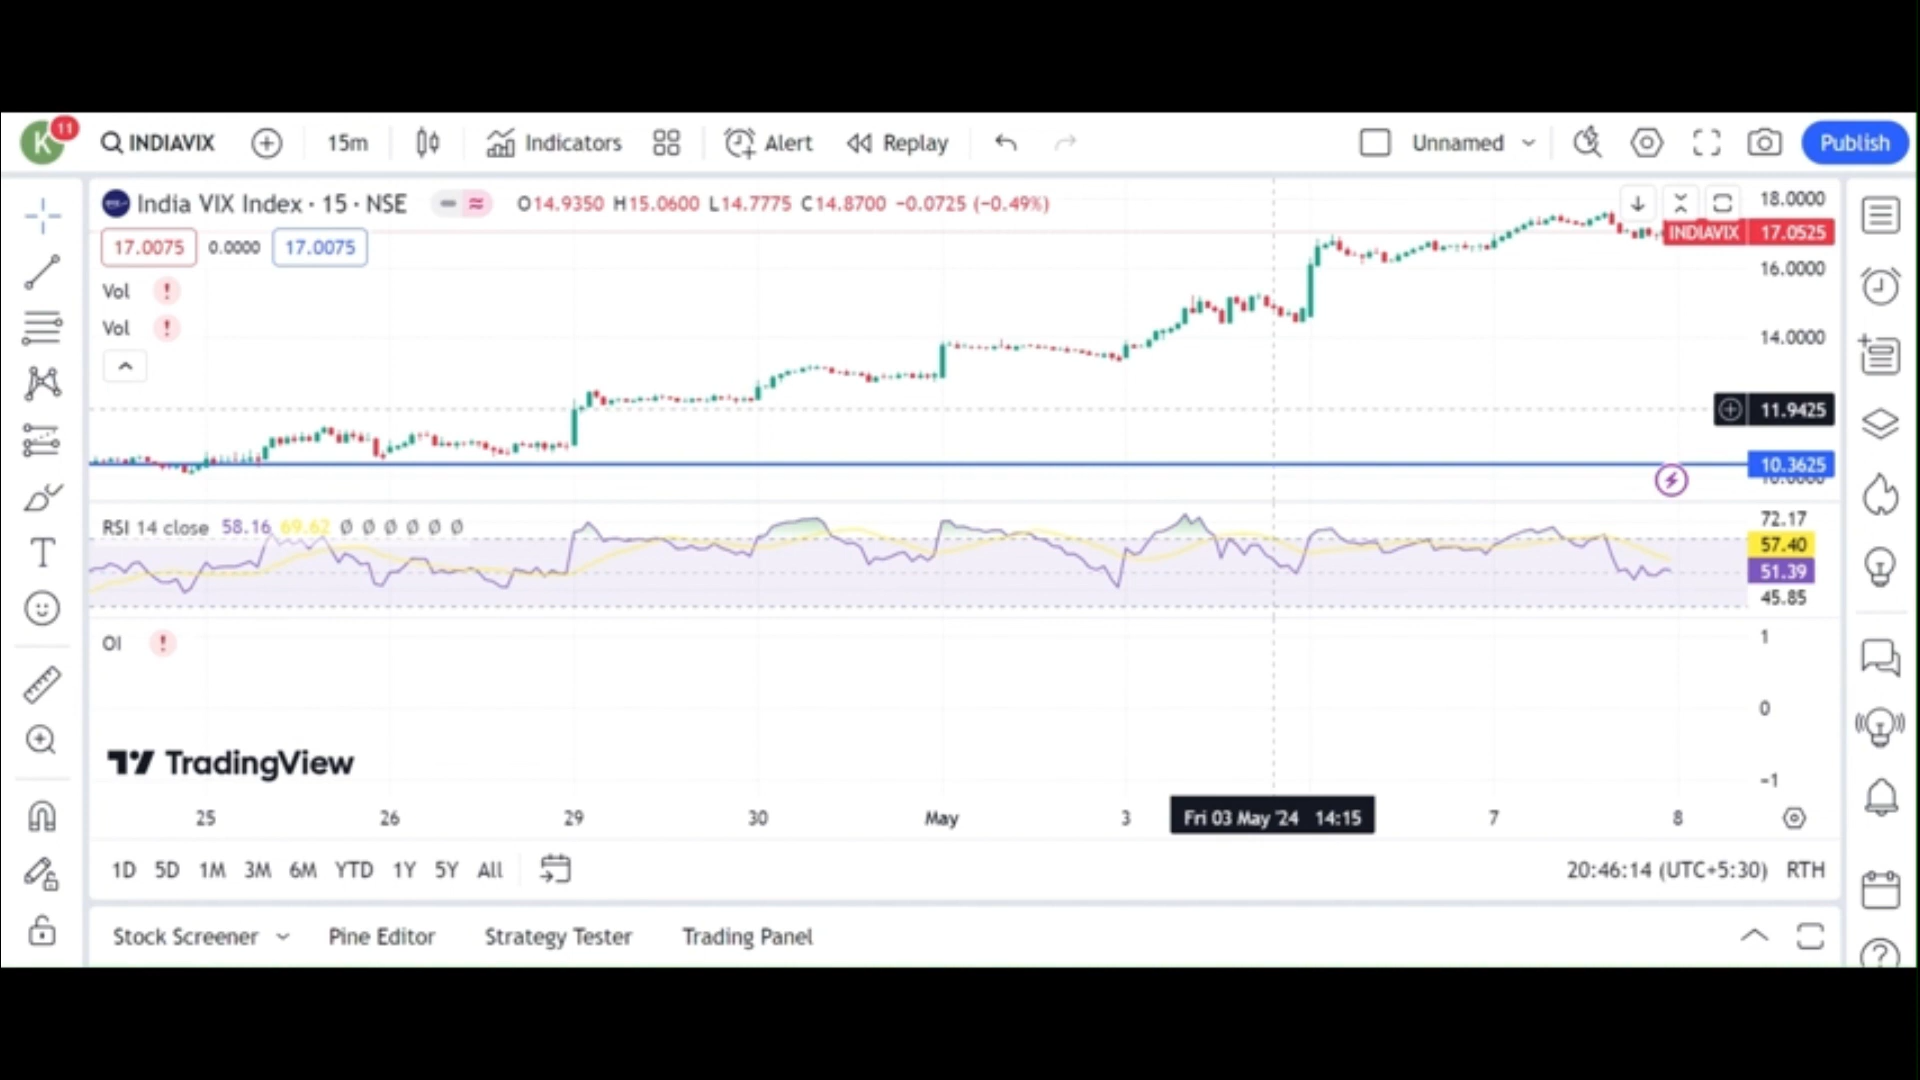 K 11 INDIAVIX 15m Indicators Alert Replay Unnamed Publish
India VIX Index · 15 · NSE O14.9350 H15.0600 L14.7775 C14.8700 −0.0725 (−0.49%)
18.0000
17.0075 0.0000 17.0075
INDIAVIX 17.0525
16.0000
Vol
Vol
14.0000
11.9425
10.3625
RSI 14 close 58.16 69.62 Ø Ø Ø Ø Ø Ø
72.17
57.40
51.39
45.85
OI
1
0
−1
TradingView
25 26 29 30 May 3 Fri 03 May '24 14:15 7 8
1D 5D 1M 3M 6M YTD 1Y 5Y All 20:46:14 (UTC+5:30) RTH
Stock Screener Pine Editor Strategy Tester Trading Panel